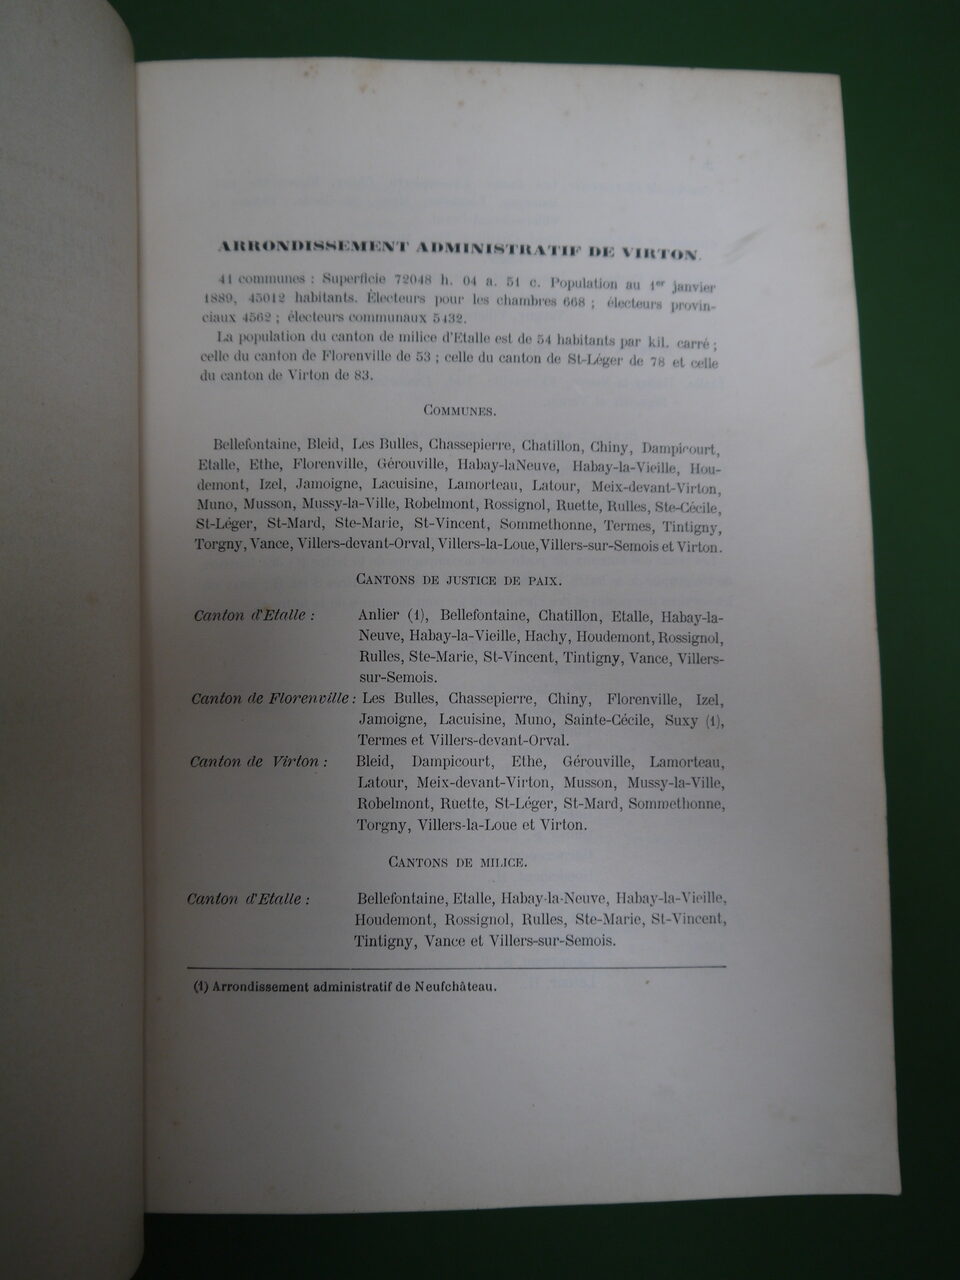 ARRONDISSEMENT ADMINISTRATIF DE VIRTON.
41 communes : Superficie 72048 h. 04 a. 51 c. Population au 1er janvier
1889, 45012 habitants. Électeurs pour les chambres 668 ; électeurs provin-
ciaux 4562 ; électeurs communaux 5432.
La population du canton de milice d'Etalle est de 54 habitants par kil. carré ;
celle du canton de Florenville de 53 ; celle du canton de St-Léger de 78 et celle
du canton de Virton de 83.
COMMUNES.
Bellefontaine, Bleid, Les Bulles, Chassepierre, Chatillon, Chiny, Dampicourt,
Etalle, Ethe, Florenville, Gérouville, Habay-laNeuve, Habay-la-Vieille, Hou-
demont, Izel, Jamoigne, Lacuisine, Lamorteau, Latour, Meix-devant-Virton,
Muno, Musson, Mussy-la-Ville, Robelmont, Rossignol, Ruette, Rulles, Ste-Cécile,
St-Léger, St-Mard, Ste-Marie, St-Vincent, Sommethonne, Termes, Tintigny,
Torgny, Vance, Villers-devant-Orval, Villers-la-Loue, Villers-sur-Semois et Virton.
CANTONS DE JUSTICE DE PAIX.
Canton d'Etalle : Anlier (1), Bellefontaine, Chatillon, Etalle, Habay-la-
Neuve, Habay-la-Vieille, Hachy, Houdemont, Rossignol,
Rulles, Ste-Marie, St-Vincent, Tintigny, Vance, Villers-
sur-Semois.
Canton de Florenville : Les Bulles, Chassepierre, Chiny, Florenville, Izel,
Jamoigne, Lacuisine, Muno, Sainte-Cécile, Suxy (1),
Termes et Villers-devant-Orval.
Canton de Virton : Bleid, Dampicourt, Ethe, Gérouville, Lamorteau,
Latour, Meix-devant-Virton, Musson, Mussy-la-Ville,
Robelmont, Ruette, St-Léger, St-Mard, Sommethonne,
Torgny, Villers-la-Loue et Virton.
CANTONS DE MILICE.
Canton d'Etalle : Bellefontaine, Etalle, Habay-la-Neuve, Habay-la-Vieille,
Houdemont, Rossignol, Rulles, Ste-Marie, St-Vincent,
Tintigny, Vance et Villers-sur-Semois.
(1) Arrondissement administratif de Neufchâteau.